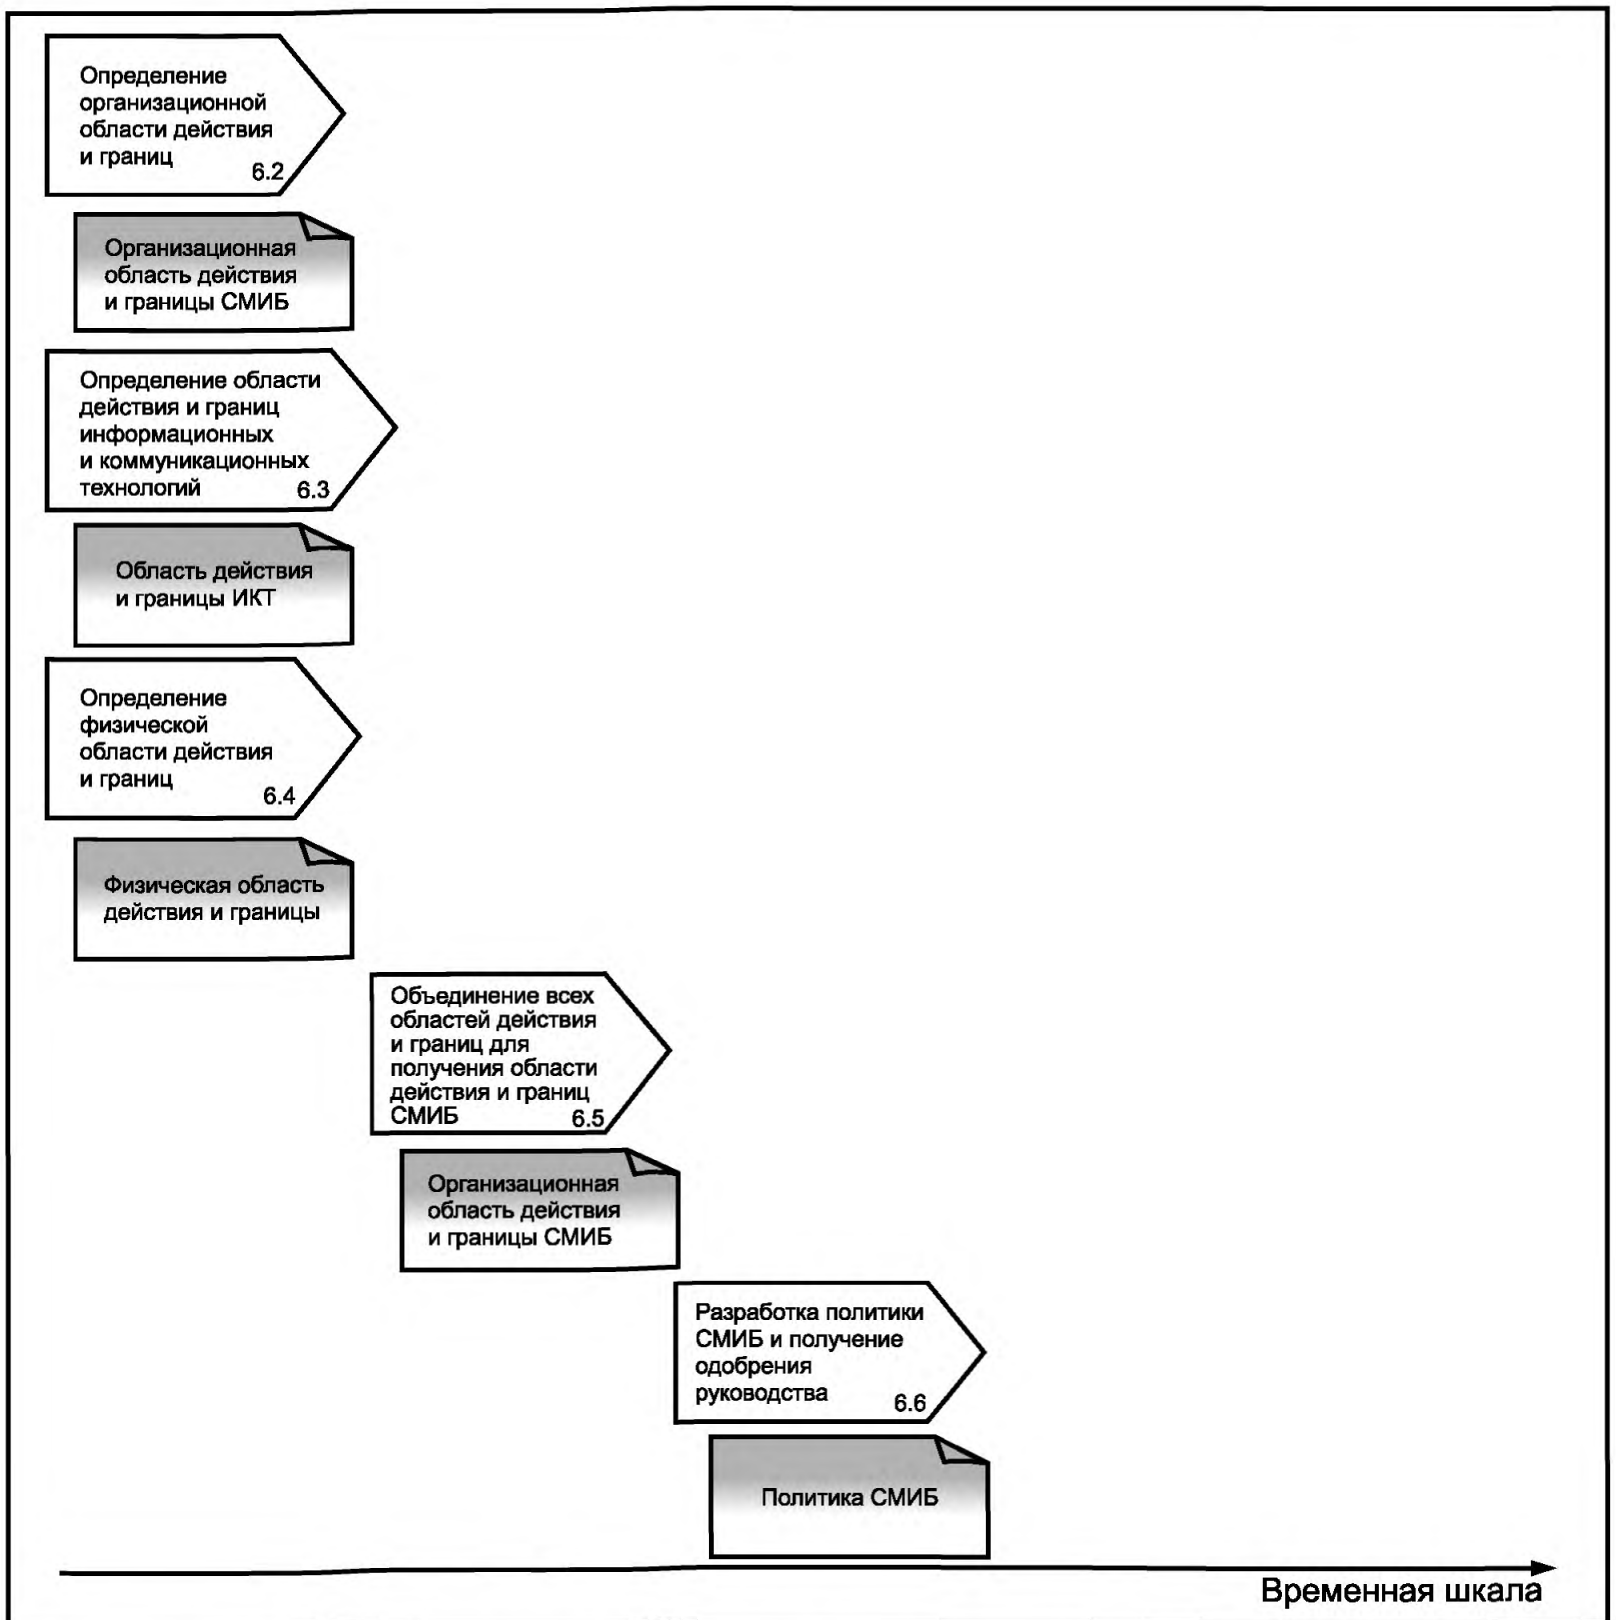 Определение
организационной
области действия
и границ
6.2
Организационная
область действия
и границы СМИБ
Определение области
действия и границ
информационных
и коммуникационных
технологий 6.3
Область действия
и границы ИКТ
Определение
физической
области действия
и границ
6.4
Физическая область
действия и границы
Объединение всех
областей действия
и границ для
получения области
действия и границ
СМИБ 6.5
Организационная
область действия
и границы СМИБ
Разработка политики
СМИБ и получение
одобрения
руководства 6.6
Политика СМИБ
Временная шкала